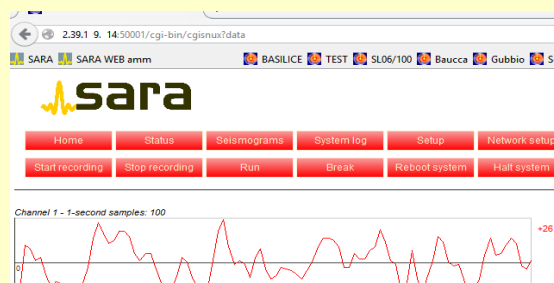 2.39.1 9. 14:50001/cgi-bin/cgisnux?data
SARA SARA WEB amm BASILICE TEST SL06/100 Baucca Gubbio S
sara
Home Status Seismograms System log Setup Network setup
Start recording Stop recording Run Break Reboot system Halt system
Channel 1 - 1-second samples: 100
+26
0